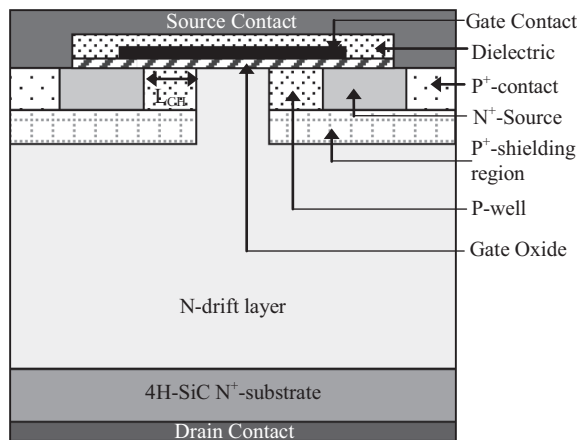 Source Contact
Gate Contact
Dielectric
P+-contact
LCH
N+-Source
P+-shielding
region
P-well
Gate Oxide
N-drift layer
4H-SiC N+-substrate
Drain Contact